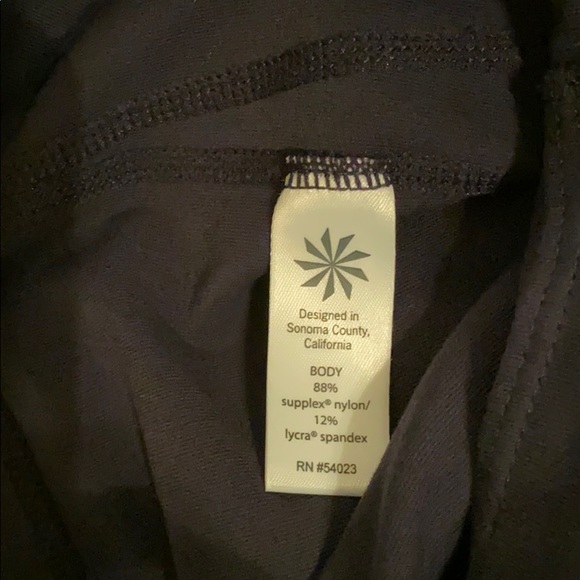 Designed in
Sonoma County,
California
BODY
88%
supplex® nylon/
12%
lycra® spandex
RN #54023